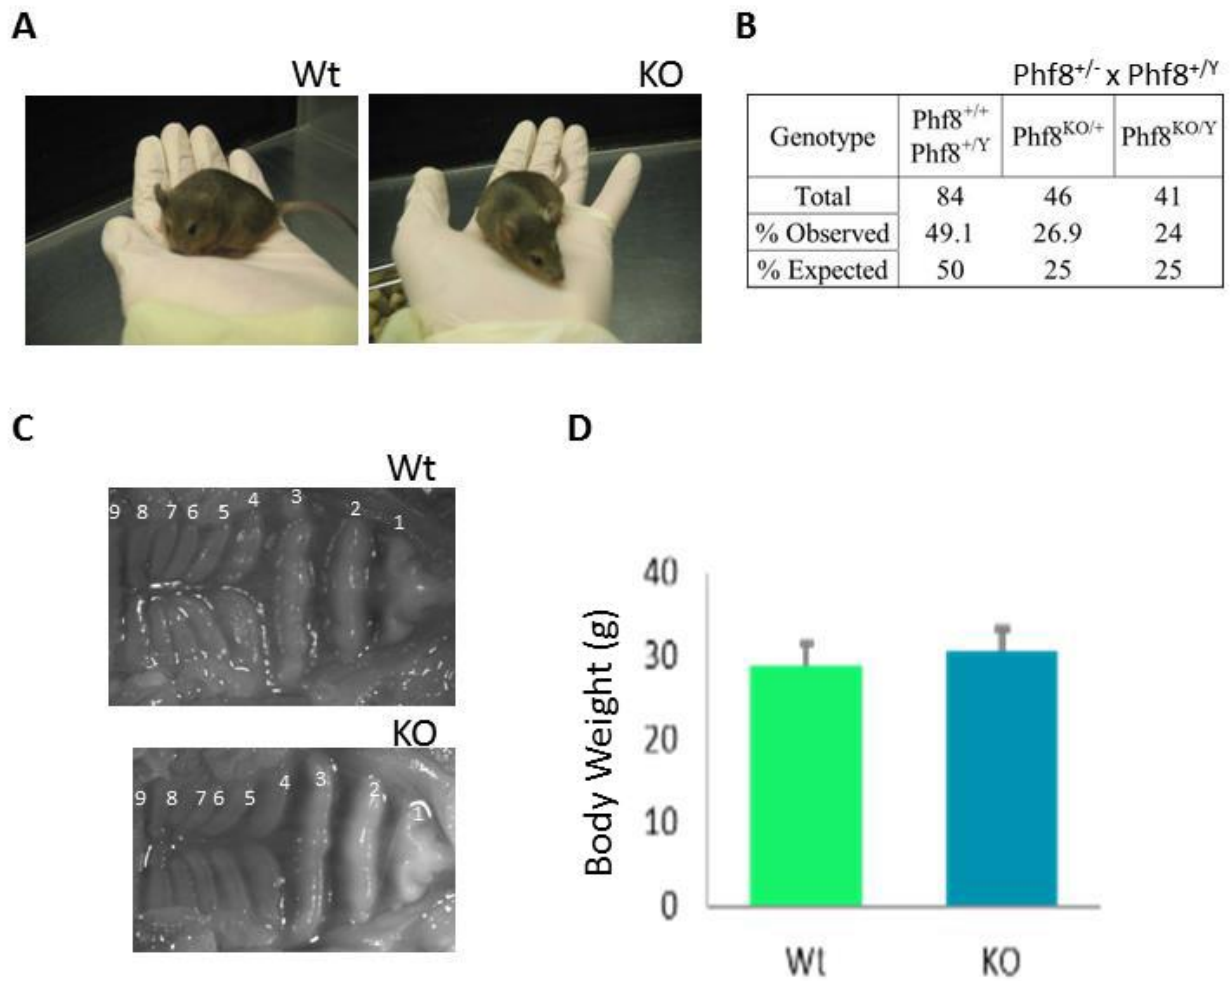 A
Wt
KO
B
Phf8+/- x Phf8+/Y
Genotype
Phf8+/+
Phf8+/Y
Phf8KO/+
Phf8KO/Y
Total 84 46 41
% Observed 49.1 26.9 24
% Expected 50 25 25
C
Wt
9 8 7 6 5 4 3 2 1
KO
9 8 7 6 5 4 3 2 1
D
Body Weight (g)
40
30
20
10
0
Wt KO